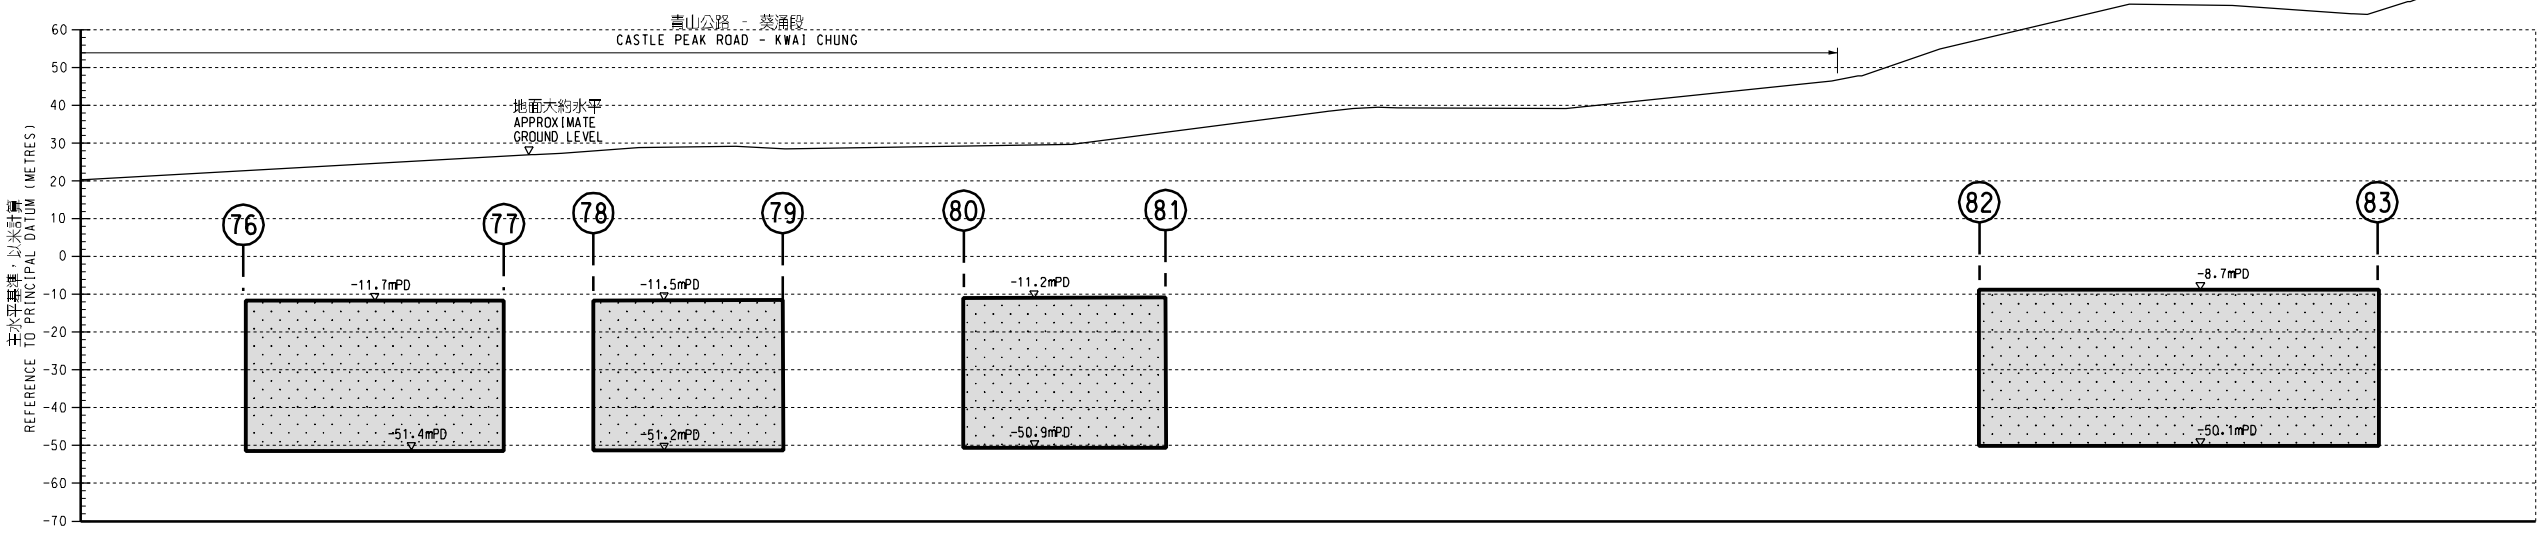 青山公路 - 葵涌段
CASTLE PEAK ROAD - KWAI CHUNG
地面大約水平
APPROXIMATE
GROUND LEVEL
主水平基準，以米計算
REFERENCE TO PRINCIPAL DATUM (METRES)
60
50
40
30
20
10
0
-10
-20
-30
-40
-50
-60
-70
76
77
78
79
80
81
82
83
-11.7mPD
-11.5mPD
-11.2mPD
-8.7mPD
-51.4mPD
-51.2mPD
-50.9mPD
-50.1mPD